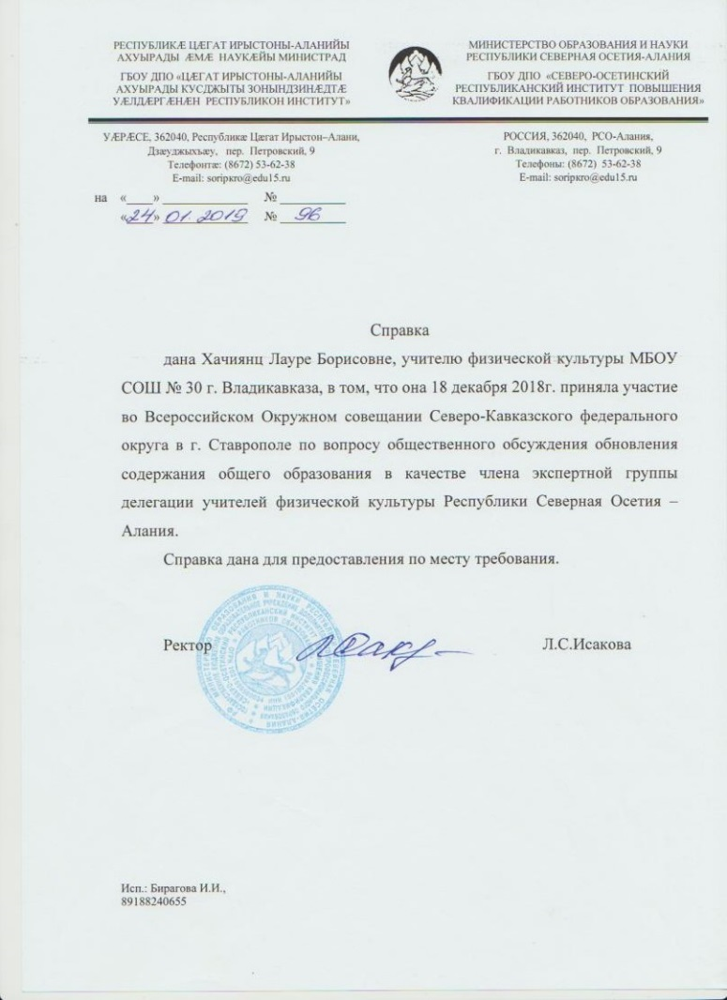 РЕСПУБЛИКÆ ЦÆГАТ ИРЫСТОНЫ-АЛАНИЙЫ
АХУЫРАДЫ ÆМÆ НАУКÆЙЫ МИНИСТРАД
ГБОУ ДПО «ЦÆГАТ ИРЫСТОНЫ-АЛАНИЙЫ
АХУЫРАДЫ КУСДЖЫТЫ ЗОНЫНДЗИНÆДТÆ
УÆЛДÆРГÆНÆН РЕСПУБЛИКОН ИНСТИТУТ»
МИНИСТЕРСТВО ОБРАЗОВАНИЯ И НАУКИ
РЕСПУБЛИКИ СЕВЕРНАЯ ОСЕТИЯ-АЛАНИЯ
ГБОУ ДПО «СЕВЕРО-ОСЕТИНСКИЙ
РЕСПУБЛИКАНСКИЙ ИНСТИТУТ ПОВЫШЕНИЯ
КВАЛИФИКАЦИИ РАБОТНИКОВ ОБРАЗОВАНИЯ»
УÆРÆСЕ, 362040, Республикæ Цæгат Ирыстон–Алани,
Дзæуджыхъæу, пер. Петровский, 9
Телефонтæ: (8672) 53-62-38
E-mail: soripкro@edu15.ru
РОССИЯ, 362040, РСО-Алания,
г. Владикавказ, пер. Петровский, 9
Телефоны: (8672) 53-62-38
E-mail: soripкro@edu15.ru
на «____» ______________ № ___________
«24» 01. 2019 № 96
Справка
дана Хачиянц Лауре Борисовне, учителю физической культуры МБОУ
СОШ № 30 г. Владикавказа, в том, что она 18 декабря 2018г. приняла участие
во Всероссийском Окружном совещании Северо-Кавказского федерального
округа в г. Ставрополе по вопросу общественного обсуждения обновления
содержания общего образования в качестве члена экспертной группы
делегации учителей физической культуры Республики Северная Осетия –
Алания.
Справка дана для предоставления по месту требования.
Ректор Л.С.Исакова
Исп.: Бирагова И.И.,
89188240655